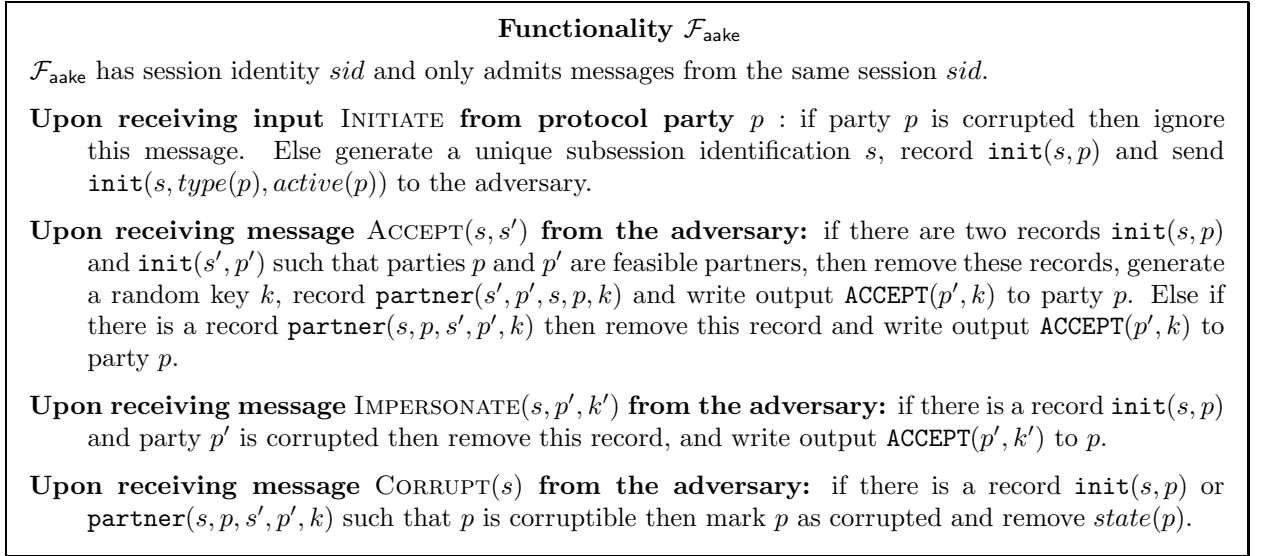 Functionality 𝓕aake
𝓕aake has session identity sid and only admits messages from the same session sid.
Upon receiving input INITIATE from protocol party p : if party p is corrupted then ignore
this message. Else generate a unique subsession identification s, record init(s, p) and send
init(s, type(p), active(p)) to the adversary.
Upon receiving message ACCEPT(s, s′) from the adversary: if there are two records init(s, p)
and init(s′, p′) such that parties p and p′ are feasible partners, then remove these records, generate
a random key k, record partner(s′, p′, s, p, k) and write output ACCEPT(p′, k) to party p. Else if
there is a record partner(s, p, s′, p′, k) then remove this record and write output ACCEPT(p′, k) to
party p.
Upon receiving message IMPERSONATE(s, p′, k′) from the adversary: if there is a record init(s, p)
and party p′ is corrupted then remove this record, and write output ACCEPT(p′, k′) to p.
Upon receiving message CORRUPT(s) from the adversary: if there is a record init(s, p) or
partner(s, p, s′, p′, k) such that p is corruptible then mark p as corrupted and remove state(p).